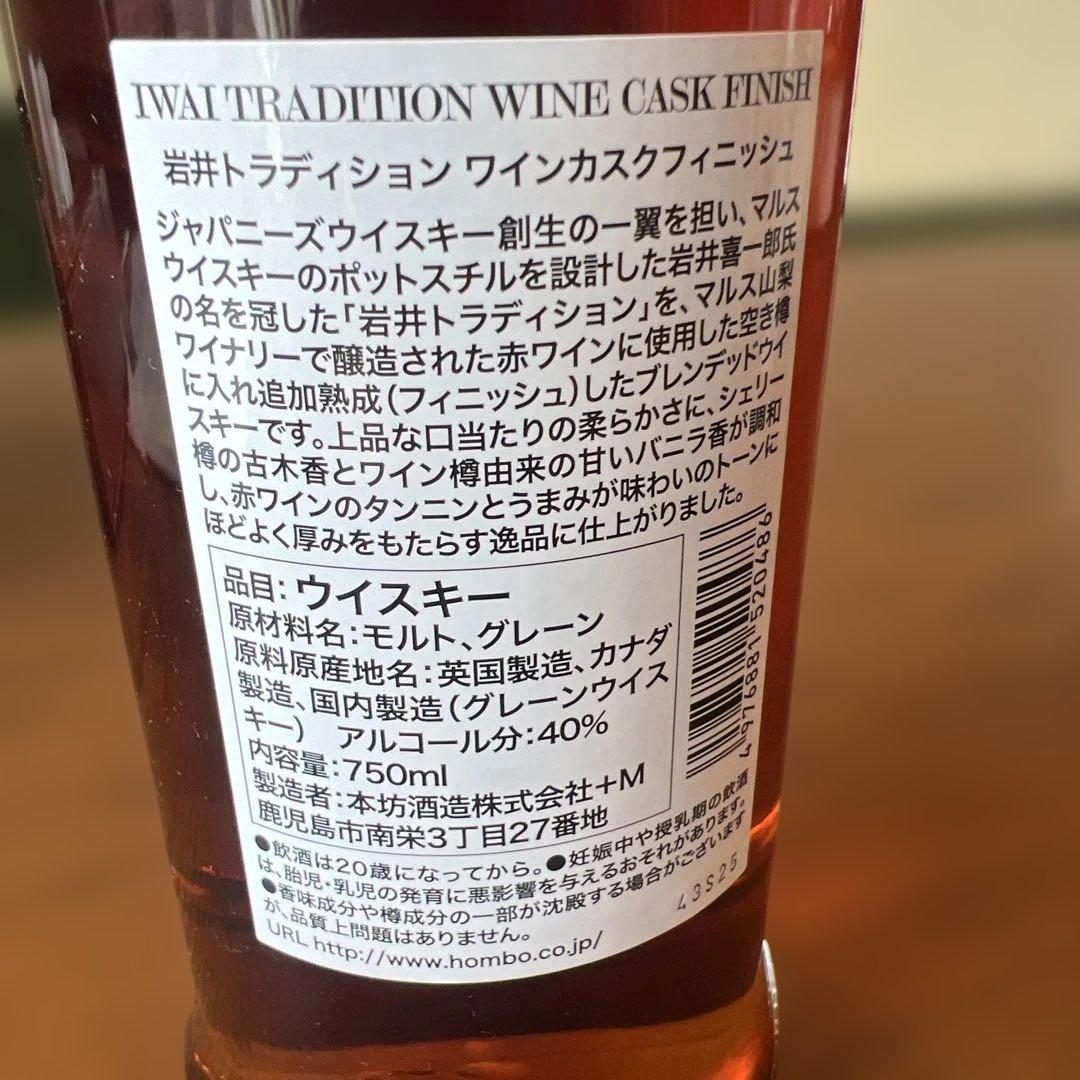 IWAI TRADITION WINE CASK FINISH
岩井トラディション ワインカスクフィニッシュ
ジャパニーズウイスキー創生の一翼を担い、マルス
ウイスキーのポットスチルを設計した岩井喜一郎氏
の名を冠した「岩井トラディション」を、マルス山梨
ワイナリーで醸造された赤ワインに使用した空き樽
に入れ追加熟成(フィニッシュ)したブレンデッドウイ
スキーです。上品な口当たりの柔らかさに、シェリー
樽の古木香とワイン樽由来の甘いバニラ香が調和
し、赤ワインのタンニンとうまみが味わいのトーンに
ほどよく厚みをもたらす逸品に仕上がりました。
品目:ウイスキー
原材料名:モルト、グレーン
原料原産地名:英国製造、カナダ
製造、国内製造(グレーンウイス
キー) アルコール分:40%
内容量:750ml
製造者:本坊酒造株式会社+M
鹿児島市南栄3丁目27番地
4 976881 520486
●飲酒は20歳になってから。●妊娠中や授乳期の飲酒
は、胎児・乳児の発育に悪影響を与えるおそれがあります。
●香味成分や樽成分の一部が沈殿する場合がございます
が、品質上問題はありません。
URL http://www.hombo.co.jp/
43S25